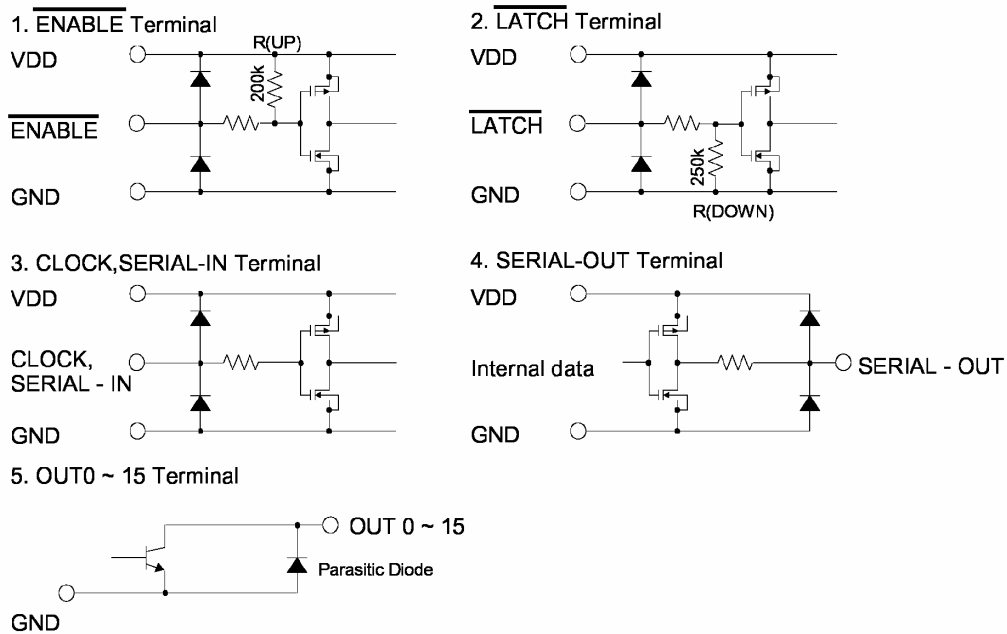 1. ENABLE Terminal
VDD
R(UP)
200k
ENABLE
GND
2. LATCH Terminal
VDD
LATCH
250k
GND
R(DOWN)
3. CLOCK,SERIAL-IN Terminal
VDD
CLOCK,
SERIAL - IN
GND
4. SERIAL-OUT Terminal
VDD
Internal data
SERIAL - OUT
GND
5. OUT0 ~ 15 Terminal
OUT 0 ~ 15
Parasitic Diode
GND